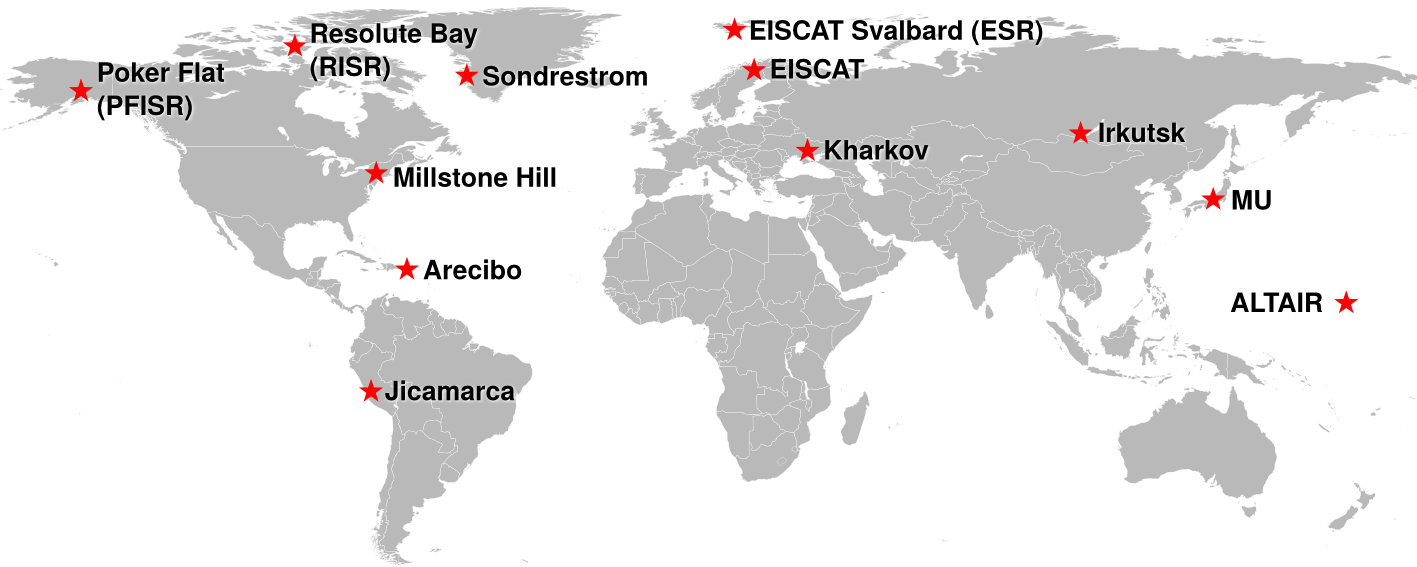 Resolute Bay
(RISR)
EISCAT Svalbard (ESR)
Poker Flat
(PFISR)
Sondrestrom
EISCAT
Irkutsk
Kharkov
Millstone Hill
MU
Arecibo
ALTAIR
Jicamarca